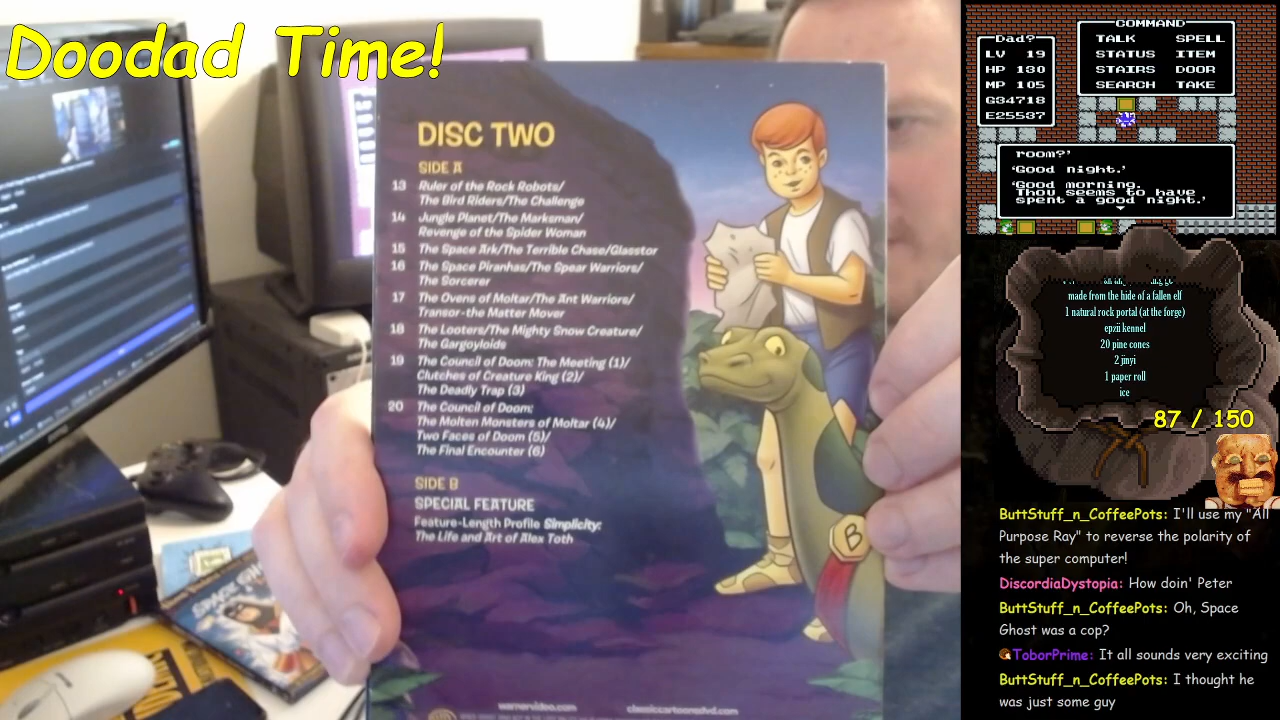 Doodad Time!
DISC TWO
SIDE A
13 Ruler of the Rock Robots/
The Bird Riders/The Challenge
14 Jungle Planet/The Marksman/
Revenge of the Spider Woman
15 The Space Ark/The Terrible Chase/Glasstor
16 The Space Piranhas/The Spear Warriors/
The Sorcerer
17 The Ovens of Moltar/The Ant Warriors/
Transor-the Matter Mover
18 The Looters/The Mighty Snow Creature/
The Gargoyloids
19 The Council of Doom: The Meeting (1)/
Clutches of Creature King (2)/
The Deadly Trap (3)
20 The Council of Doom:
The Molten Monsters of Moltar (4)/
Two Faces of Doom (5)/
The Final Encounter (6)
SIDE B
SPECIAL FEATURE
Feature-Length Profile Simplicity:
The Life and Art of Alex Toth
B
warnervideo.com classiccartoonsdvd.com
Dad?
LV 19
HP 130
MP 105
G34718
E25587
COMMAND
TALK SPELL
STATUS ITEM
STAIRS DOOR
SEARCH TAKE
room?'
'Good night.'
'Good morning.
Thou seems to have
spent a good night.'
made from the hide of a fallen elf
1 natural rock portal (at the forge)
epzii kennel
20 pine cones
2 jinyi
1 paper roll
ice
87 / 150
ButtStuff_n_CoffeePots: I'll use my "All
Purpose Ray" to reverse the polarity of
the super computer!
DiscordiaDystopia: How doin' Peter
ButtStuff_n_CoffeePots: Oh, Space
Ghost was a cop?
ToborPrime: It all sounds very exciting
ButtStuff_n_CoffeePots: I thought he
was just some guy